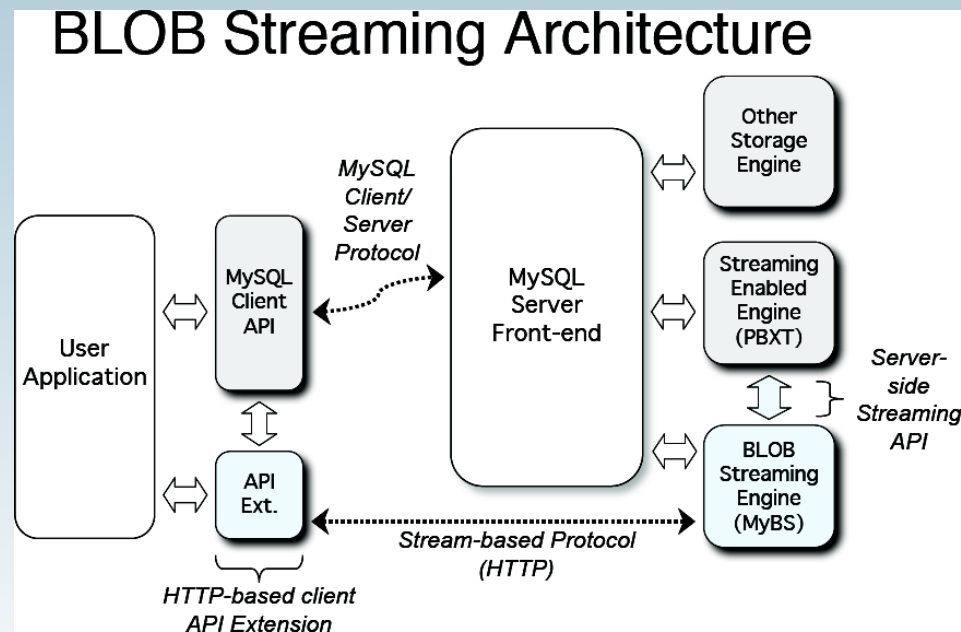 BLOB Streaming Architecture
Other
Storage
Engine
MySQL
Client/
Server
Protocol
MySQL
Client
API
MySQL
Server
Front-end
Streaming
Enabled
Engine
(PBXT)
User
Application
Server-
side
Streaming
API
API
Ext.
BLOB
Streaming
Engine
(MyBS)
Stream-based Protocol
(HTTP)
HTTP-based client
API Extension